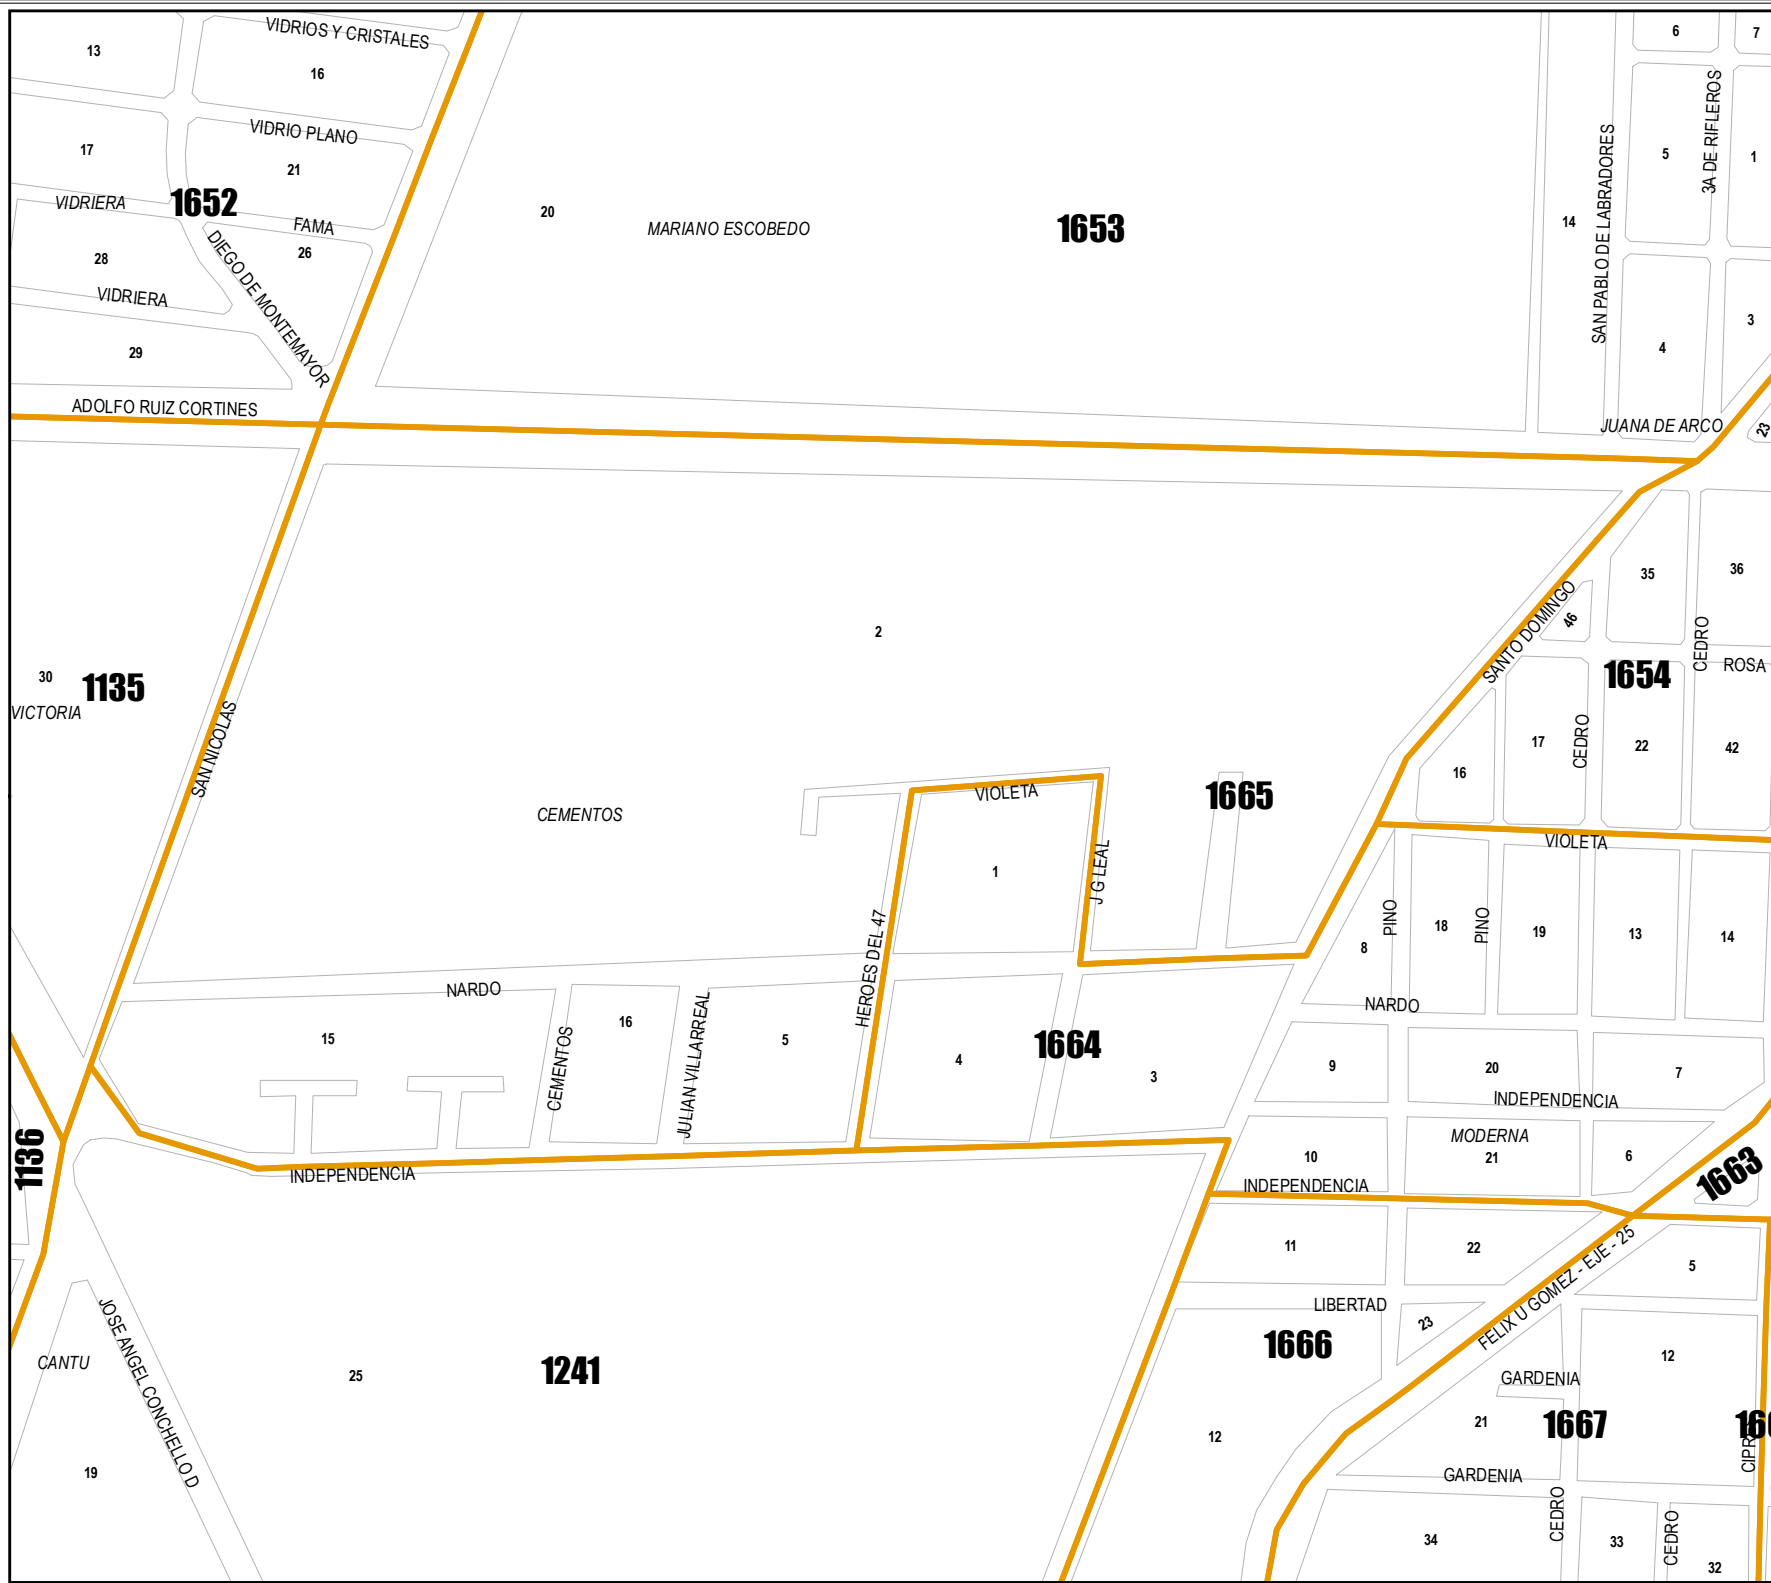 VIDRIOS Y CRISTALES
13
16
6
7
VIDRIO PLANO
17
21
5
3A DE RIFLEROS
1
VIDRIERA
1652
20
MARIANO ESCOBEDO
1653
14
SAN PABLO DE LABRADORES
FAMA
26
28
DIEGO DE MONTEMAYOR
VIDRIERA
29
4
3
ADOLFO RUIZ CORTINES
JUANA DE ARCO
23
35
36
46
2
SANTO DOMINGO
CEDRO
ROSA
30
1135
1654
VICTORIA
SAN NICOLAS
17
CEDRO
22
42
16
VIOLETA
1665
CEMENTOS
VIOLETA
1
J G LEAL
HEROES DEL 47
PINO
18
PINO
19
13
14
8
NARDO
NARDO
15
CEMENTOS
16
JULIAN VILLARREAL
5
4
1664
3
9
20
7
INDEPENDENCIA
1136
MODERNA
21
10
6
1663
INDEPENDENCIA
INDEPENDENCIA
11
22
FELIX U GOMEZ - EJE - 25
5
LIBERTAD
23
1666
12
CANTU
JOSE ANGEL CONCHELLO D
25
1241
GARDENIA
21
1667
12
CIPRES
19
GARDENIA
CEDRO
34
33
CEDRO
32